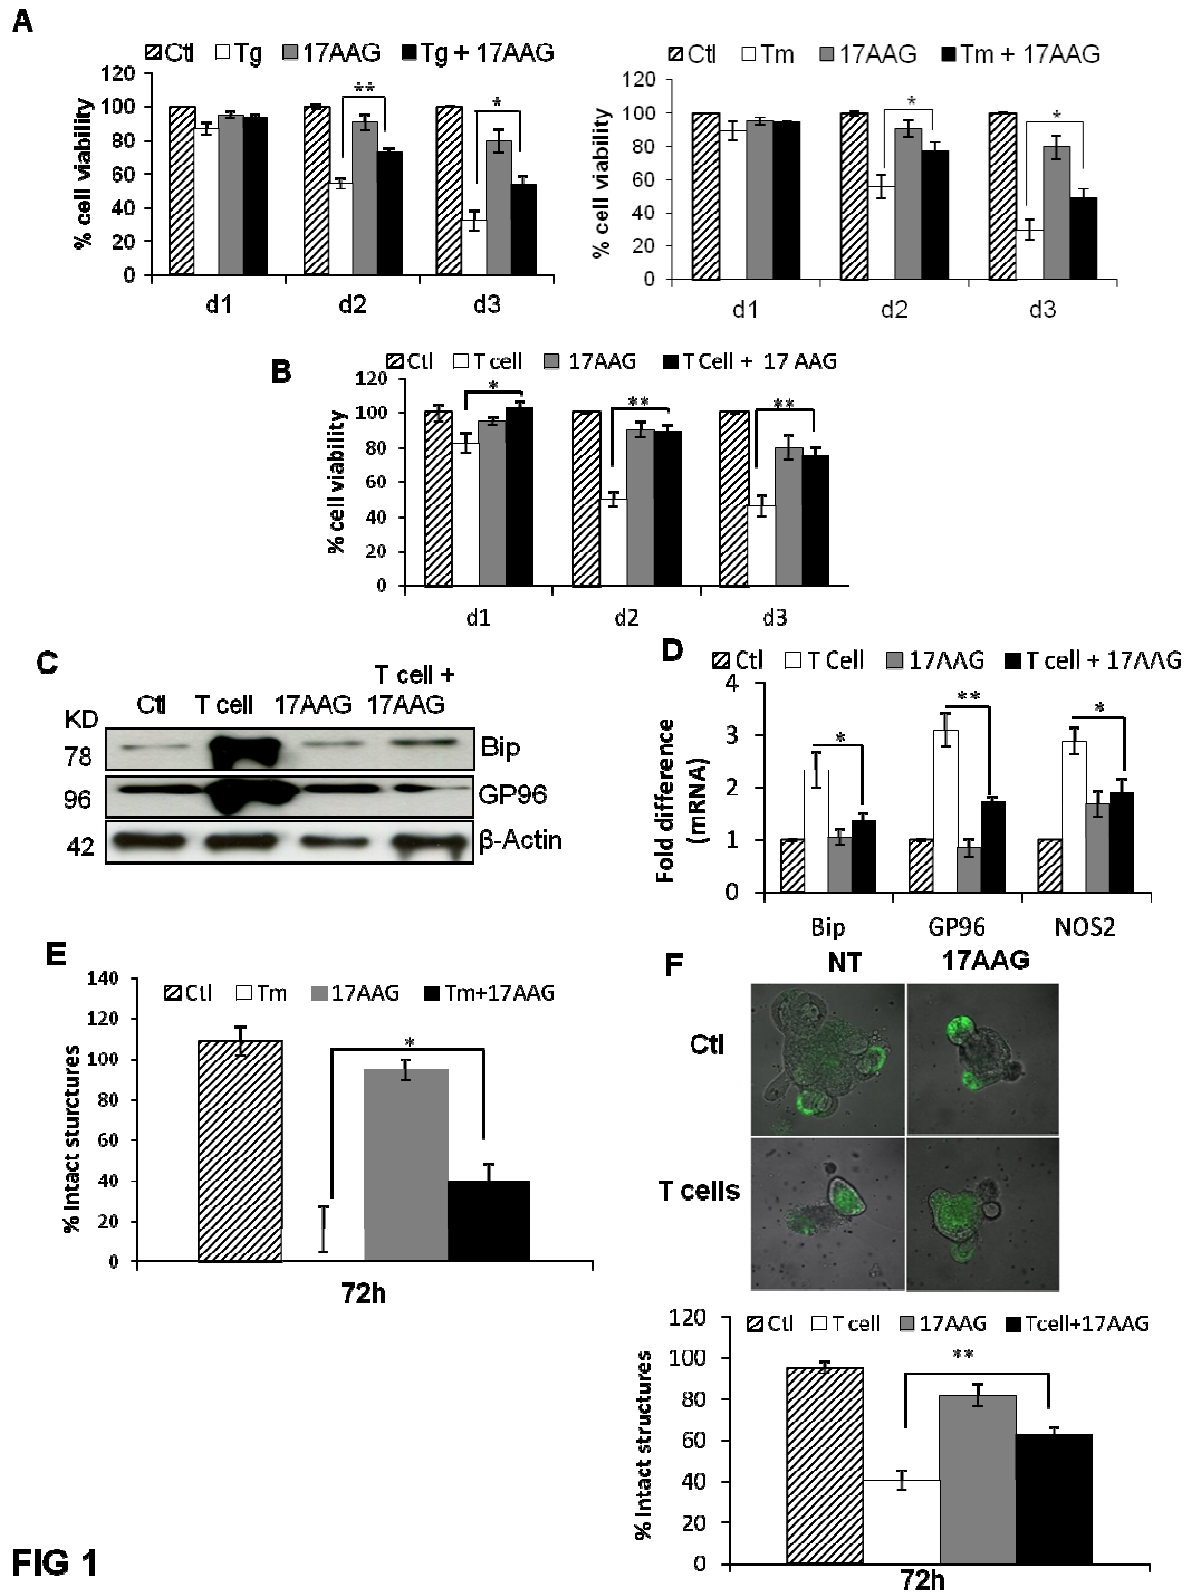 A
Ctl Tg 17AAG Tg + 17AAG
120
100
80
60
40
20
0
% cell viability
** *
d1 d2 d3
Ctl Tm 17AAG Tm + 17AAG
120
100
80
60
40
20
0
% cell viability
* *
d1 d2 d3
B
Ctl T cell 17AAG T Cell + 17 AAG
120
100
80
60
40
20
0
% cell viability
* ** **
d1 d2 d3
C
T cell +
Ctl T cell 17AAG 17AAG
KD
78 Bip
96 GP96
42 β-Actin
D
Ctl T Cell 17AAG T cell + 17AAG
4
3
2
1
0
Fold difference
(mRNA)
* ** *
Bip GP96 NOS2
E
140
120
100
80
60
40
20
0
Ctl Tm 17AAG Tm+17AAG
% Intact sturctures
*
72h
F
NT 17AAG
Ctl
T cells
120
100
80
60
40
20
0
Ctl T cell 17AAG Tcell+17AAG
% Intact structures
**
72h
FIG 1